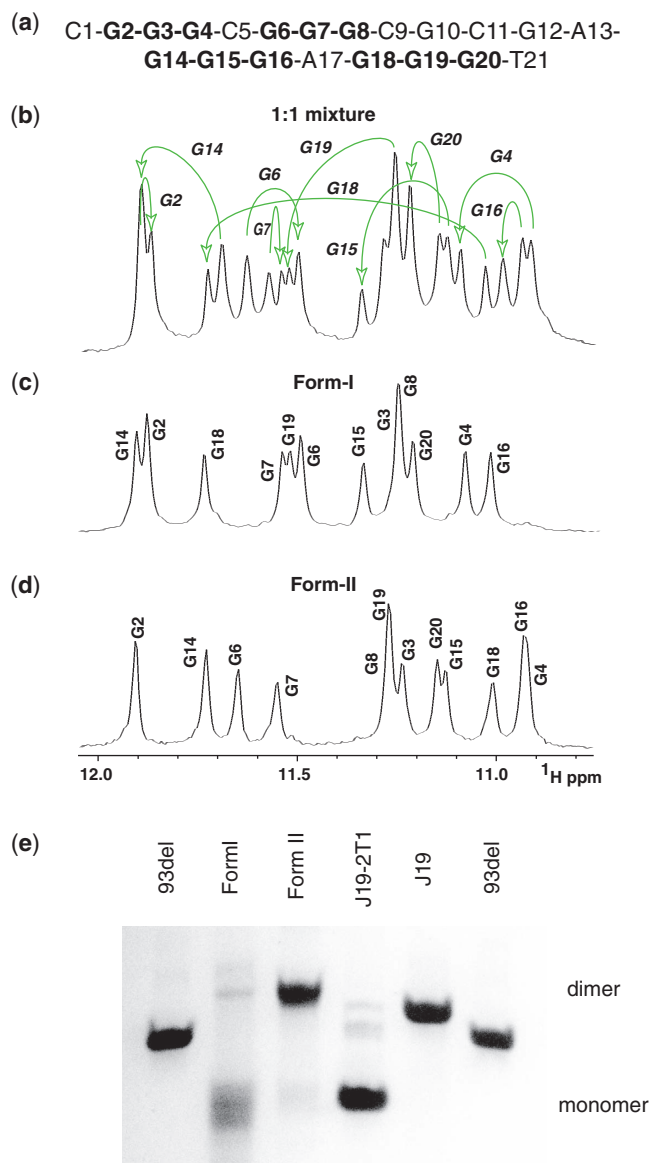 (a) C1-G2-G3-G4-C5-G6-G7-G8-C9-G10-C11-G12-A13-
G14-G15-G16-A17-G18-G19-G20-T21
(b) 1:1 mixture
G14
G2
G6
G7
G19
G18
G15
G20
G4
G16
(c) Form-I
G14
G2
G18
G7
G19
G6
G15
G3
G8
G20
G4
G16
(d) Form-II
G2
G14
G6
G7
G8
G19
G3
G20
G15
G18
G16
G4
12.0 11.5 11.0 ¹H ppm
(e)
93del
FormI
Form II
J19-2T1
J19
93del
dimer
monomer